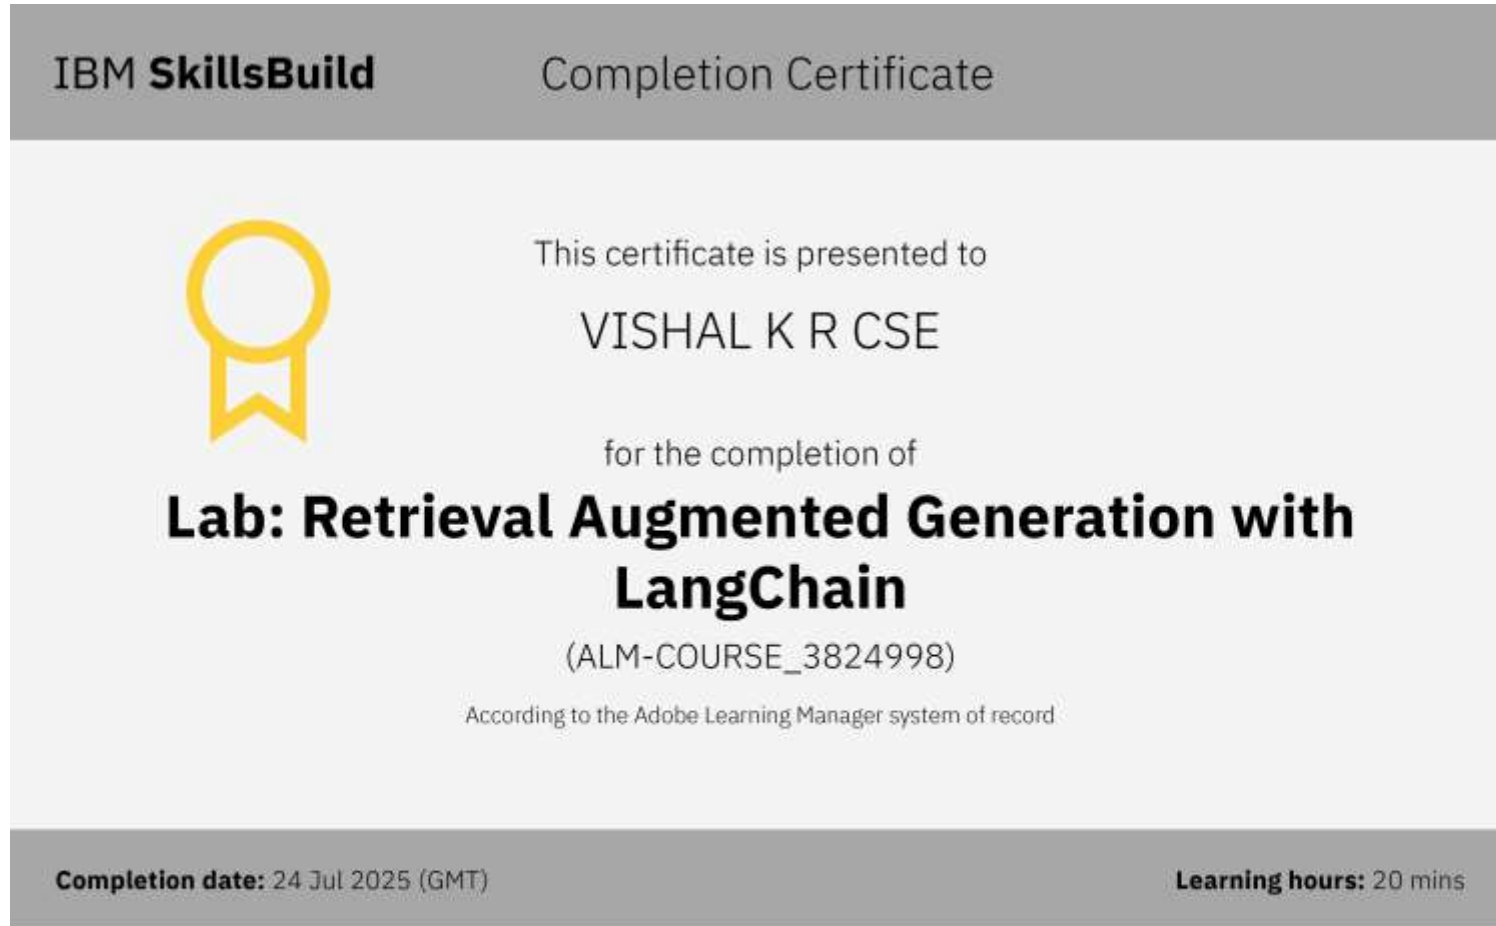 IBM SkillsBuild
Completion Certificate
This certificate is presented to
VISHAL K R CSE
for the completion of
Lab: Retrieval Augmented Generation with
LangChain
(ALM-COURSE_3824998)
According to the Adobe Learning Manager system of record
Completion date: 24 Jul 2025 (GMT)
Learning hours: 20 mins